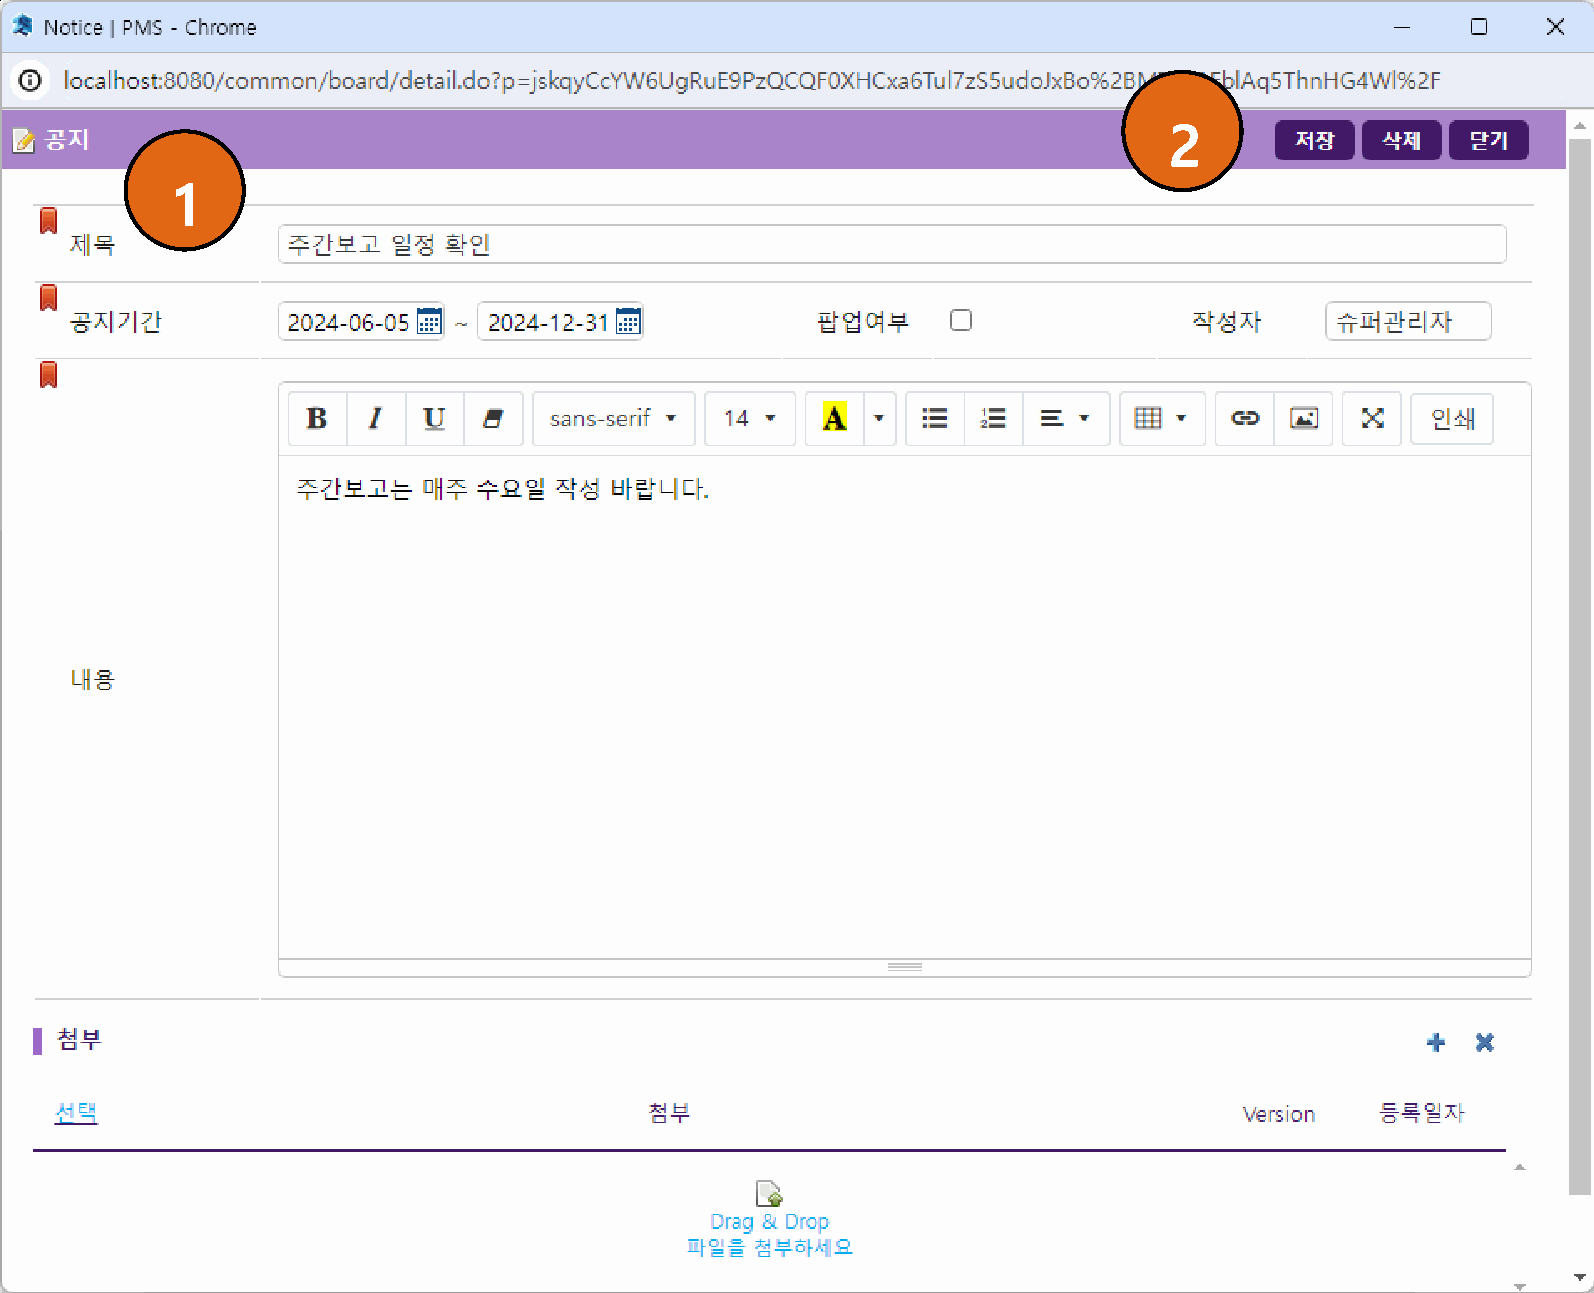 Notice | PMS - Chrome
localhost:8080/common/board/detail.do?p=jskqyCcYW6UgRuE9PzQCQF0XHCxa6Tul7zS5udoJxBo%2BM
blAq5ThnHG4Wl%2F
공지
1
2
저장 삭제 닫기
제목 주간보고 일정 확인
공지기간 2024-06-05 ~ 2024-12-31 팝업여부 작성자 슈퍼관리자
B I U sans-serif 14 A 인쇄
주간보고는 매주 수요일 작성 바랍니다.
내용
첨부
선택 첨부 Version 등록일자
Drag & Drop
파일을 첨부하세요